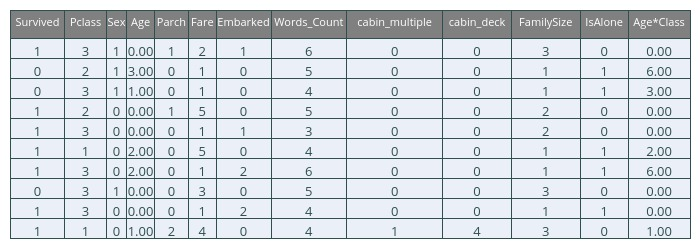 Survived Pclass Sex Age Parch Fare Embarked Words_Count cabin_multiple cabin_deck FamilySize IsAlone Age*Class
1 3 1 0.00 1 2 1 6 0 0 3 0 0.00
0 2 1 3.00 0 1 0 5 0 0 1 1 6.00
0 3 1 1.00 0 1 0 4 0 0 1 1 3.00
1 2 0 0.00 1 5 0 5 0 0 2 0 0.00
1 3 0 0.00 0 1 1 3 0 0 2 0 0.00
1 1 0 2.00 0 5 0 4 0 0 1 1 2.00
1 3 0 2.00 0 1 2 6 0 0 1 1 6.00
0 3 1 0.00 0 3 0 5 0 0 3 0 0.00
1 3 0 0.00 0 1 2 4 0 0 1 1 0.00
1 1 0 1.00 2 4 0 4 1 4 3 0 1.00